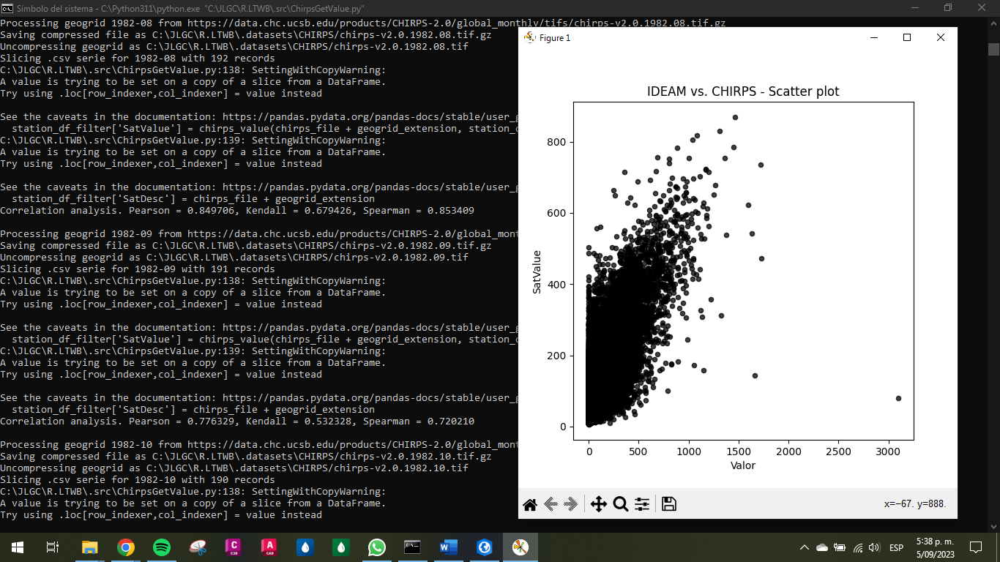 Símbolo del sistema - C:\Python311\python.exe "C:\JLGC\R.LTWB\.src\ChirpsGetValue.py"
Processing geogrid 1982-08 from https://data.chc.ucsb.edu/products/CHIRPS-2.0/global_monthly/tifs/chirps-v2.0.1982.08.tif.gz
Saving compressed file as C:\JLGC\R.LTWB\.datasets\CHIRPS/chirps-v2.0.1982.08.tif.gz
Uncompressing geogrid as C:\JLGC\R.LTWB\.datasets\CHIRPS/chirps-v2.0.1982.08.tif
Slicing .csv serie for 1982-08 with 192 records
C:\JLGC\R.LTWB\.src\ChirpsGetValue.py:138: SettingWithCopyWarning:
A value is trying to be set on a copy of a slice from a DataFrame.
Try using .loc[row_indexer,col_indexer] = value instead
See the caveats in the documentation: https://pandas.pydata.org/pandas-docs/stable/user_g
station_df_filter['SatValue'] = chirps_value(chirps_file + geogrid_extension, station_d
C:\JLGC\R.LTWB\.src\ChirpsGetValue.py:139: SettingWithCopyWarning:
A value is trying to be set on a copy of a slice from a DataFrame.
Try using .loc[row_indexer,col_indexer] = value instead
See the caveats in the documentation: https://pandas.pydata.org/pandas-docs/stable/user_g
station_df_filter['SatDesc'] = chirps_file + geogrid_extension
Correlation analysis. Pearson = 0.849706, Kendall = 0.679426, Spearman = 0.853409
Processing geogrid 1982-09 from https://data.chc.ucsb.edu/products/CHIRPS-2.0/global_mont
Saving compressed file as C:\JLGC\R.LTWB\.datasets\CHIRPS/chirps-v2.0.1982.09.tif.gz
Uncompressing geogrid as C:\JLGC\R.LTWB\.datasets\CHIRPS/chirps-v2.0.1982.09.tif
Slicing .csv serie for 1982-09 with 191 records
C:\JLGC\R.LTWB\.src\ChirpsGetValue.py:138: SettingWithCopyWarning:
A value is trying to be set on a copy of a slice from a DataFrame.
Try using .loc[row_indexer,col_indexer] = value instead
See the caveats in the documentation: https://pandas.pydata.org/pandas-docs/stable/user_g
station_df_filter['SatValue'] = chirps_value(chirps_file + geogrid_extension, station_d
C:\JLGC\R.LTWB\.src\ChirpsGetValue.py:139: SettingWithCopyWarning:
A value is trying to be set on a copy of a slice from a DataFrame.
Try using .loc[row_indexer,col_indexer] = value instead
See the caveats in the documentation: https://pandas.pydata.org/pandas-docs/stable/user_g
station_df_filter['SatDesc'] = chirps_file + geogrid_extension
Correlation analysis. Pearson = 0.776329, Kendall = 0.532328, Spearman = 0.720210
Processing geogrid 1982-10 from https://data.chc.ucsb.edu/products/CHIRPS-2.0/global_mont
Saving compressed file as C:\JLGC\R.LTWB\.datasets\CHIRPS/chirps-v2.0.1982.10.tif.gz
Uncompressing geogrid as C:\JLGC\R.LTWB\.datasets\CHIRPS/chirps-v2.0.1982.10.tif
Slicing .csv serie for 1982-10 with 190 records
C:\JLGC\R.LTWB\.src\ChirpsGetValue.py:138: SettingWithCopyWarning:
A value is trying to be set on a copy of a slice from a DataFrame.
Try using .loc[row_indexer,col_indexer] = value instead
Figure 1
IDEAM vs. CHIRPS - Scatter plot
800
600
400
200
0
SatValue
0 500 1000 1500 2000 2500 3000
Valor
x=−67. y=888.
C
C3D
A
CAD
W
ESP
5:38 p. m.
5/09/2023